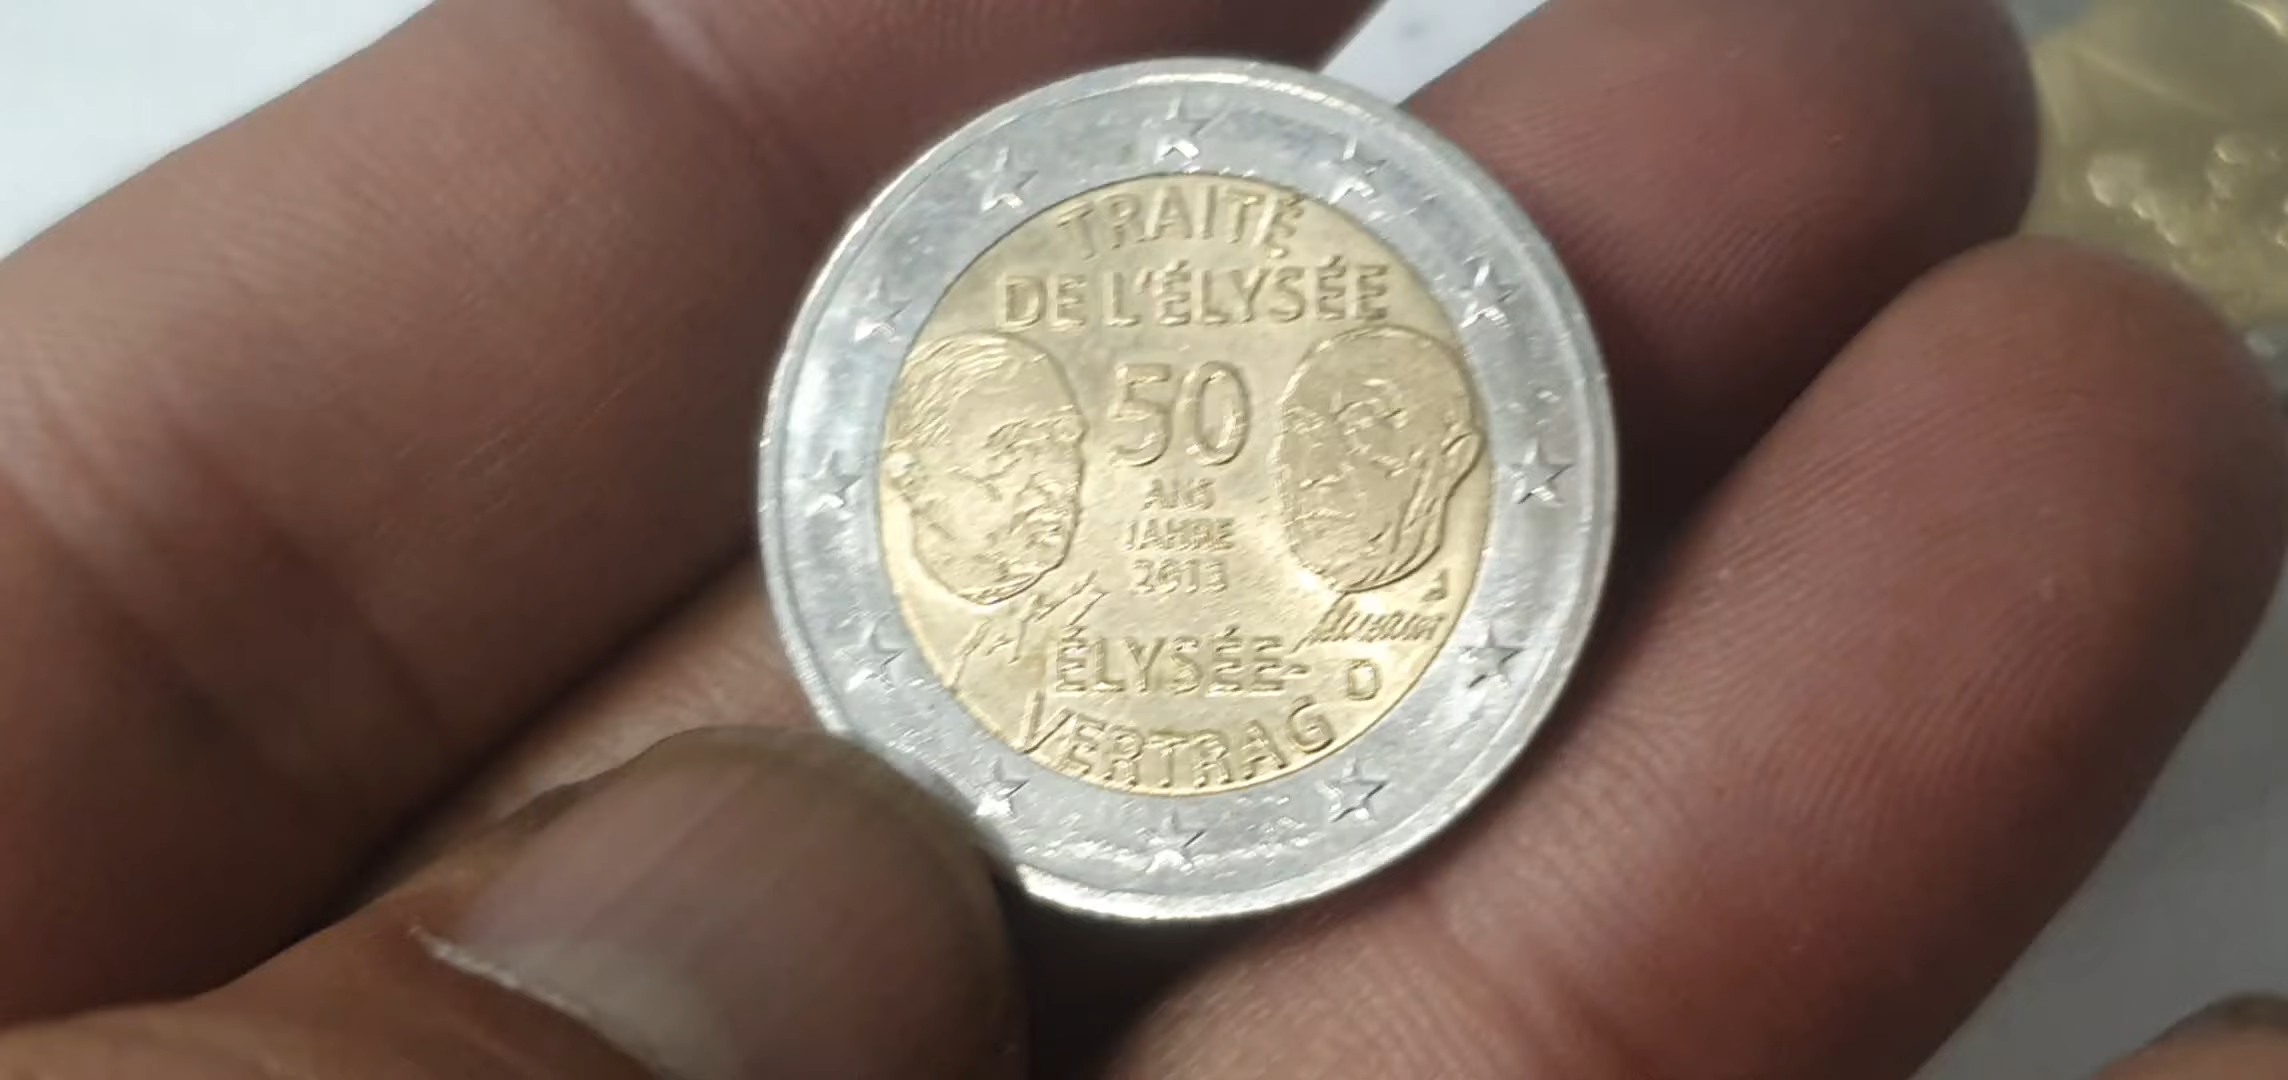 TRAITÉ
DE L'ÉLYSÉE
50
ANS
JAHRE
2013
ÉLYSÉE-
VERTRAG
D
A